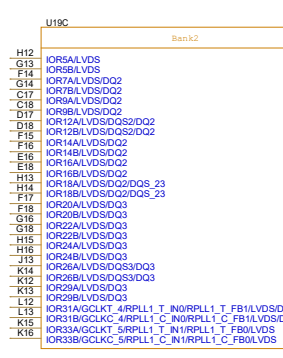 U19C
Bank2
H12 IOR5A/LVDS
G13 IOR5B/LVDS
F14 IOR7A/LVDS/DQ2
G14 IOR7B/LVDS/DQ2
C17 IOR9A/LVDS/DQ2
C18 IOR9B/LVDS/DQ2
D17 IOR12A/LVDS/DQS2/DQ2
D18 IOR12B/LVDS/DQS2/DQ2
F15 IOR14A/LVDS/DQ2
F16 IOR14B/LVDS/DQ2
E16 IOR16A/LVDS/DQ2
E18 IOR16B/LVDS/DQ2
H13 IOR18A/LVDS/DQ2/DQS_23
H14 IOR18B/LVDS/DQ2/DQS_23
F17 IOR20A/LVDS/DQ3
F18 IOR20B/LVDS/DQ3
G16 IOR22A/LVDS/DQ3
G18 IOR22B/LVDS/DQ3
H15 IOR24A/LVDS/DQ3
H16 IOR24B/LVDS/DQ3
J13 IOR26A/LVDS/DQS3/DQ3
K14 IOR26B/LVDS/DQS3/DQ3
K12 IOR29A/LVDS/DQ3
K13 IOR29B/LVDS/DQ3
L12 IOR31A/GCLKT_4/RPLL1_T_IN0/RPLL1_T_FB1/LVDS/D
L13 IOR31B/GCLKC_4/RPLL1_C_IN0/RPLL1_C_FB1/LVDS/D
K15 IOR33A/GCLKT_5/RPLL1_T_IN1/RPLL1_T_FB0/LVDS
K16 IOR33B/GCLKC_5/RPLL1_C_IN1/RPLL1_C_FB0/LVDS